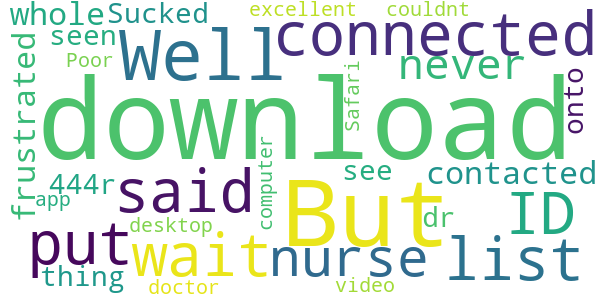 whole Sucked excellent couldnt
seen Well connected
Poor never
frustrated download Safari onto
444r said see contacted
app But dr ID
put wait desktop computer nurse list
thing doctor video